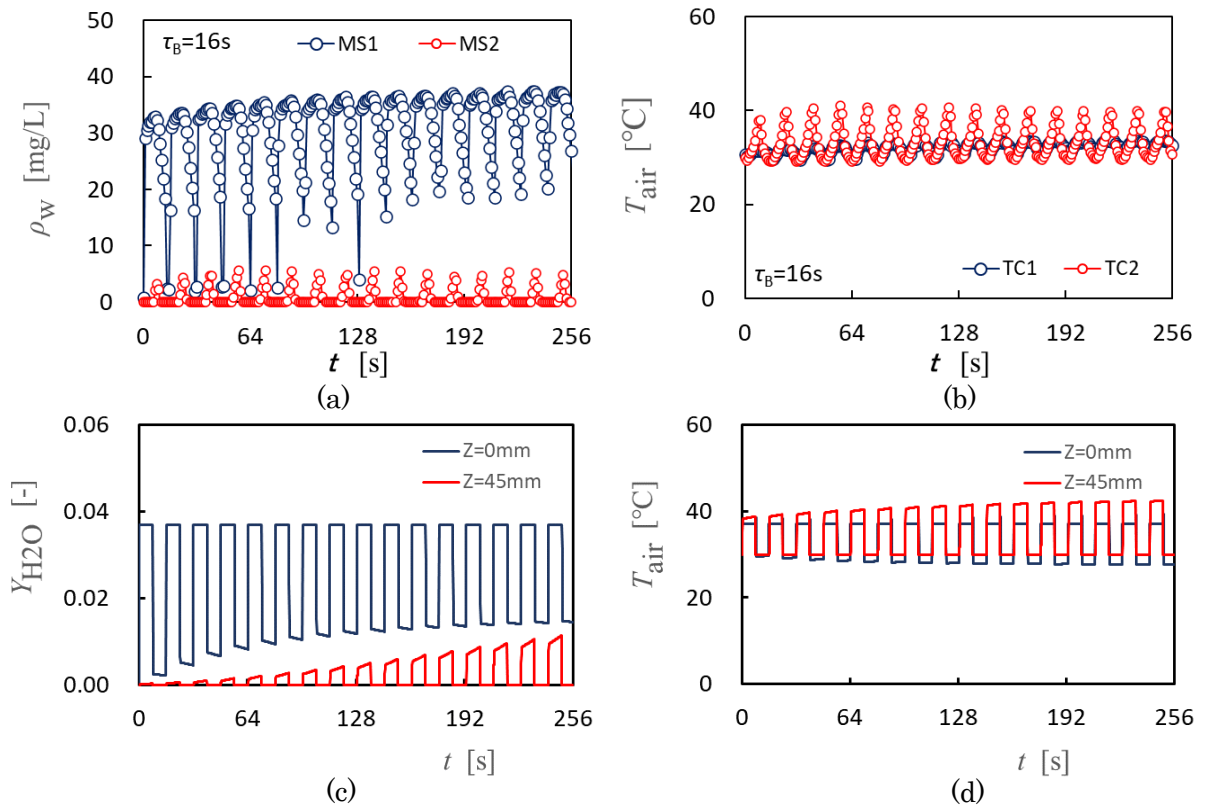 50
40
30
20
10
0
ρw [mg/L]
τB=16s
MS1
MS2
0
64
128
192
256
t [s]
(a)
60
40
20
0
Tair [°C]
TC1
TC2
τB=16s
0
64
128
192
256
t [s]
(b)
0.06
0.04
0.02
0.00
YH2O [-]
Z=0mm
Z=45mm
0
64
128
192
256
t [s]
(c)
60
40
20
0
Tair [°C]
Z=0mm
Z=45mm
0
64
128
192
256
t [s]
(d)